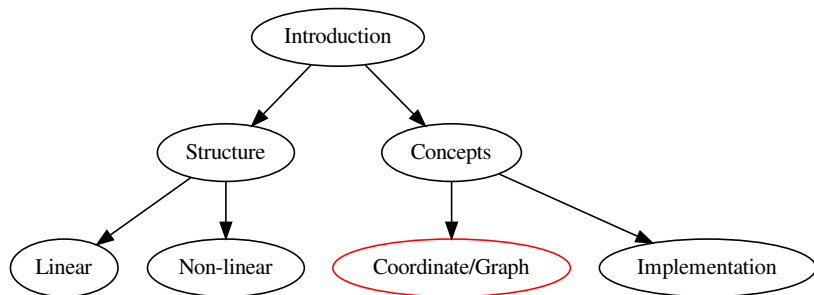 Introduction
Structure
Concepts
Linear
Non-linear
Coordinate/Graph
Implementation